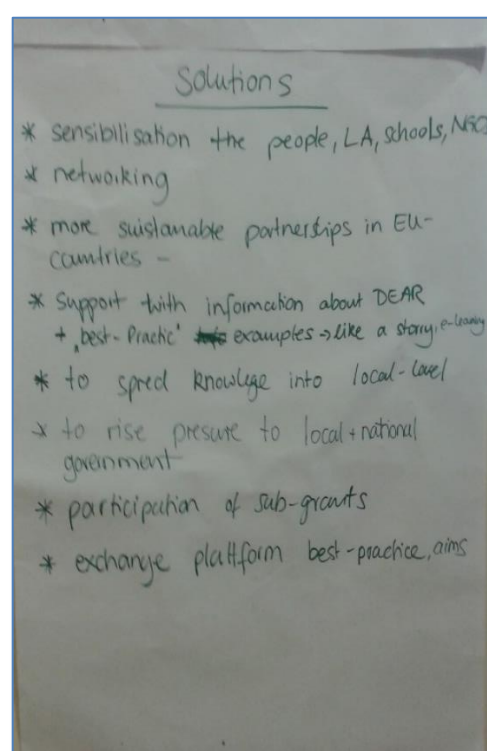 Solutions
* sensibilisation the people, LA, schools, NGO
* networking
* more suistanable partnerships in EU-
countries -
* Support with information about DEAR
+ „best-Practic' examples → like a storry, e-learning
* to spred knowlege into local-level
* to rise presure to local + national
government
* participation of sub-grants
* exchange plattform best-practice, aims